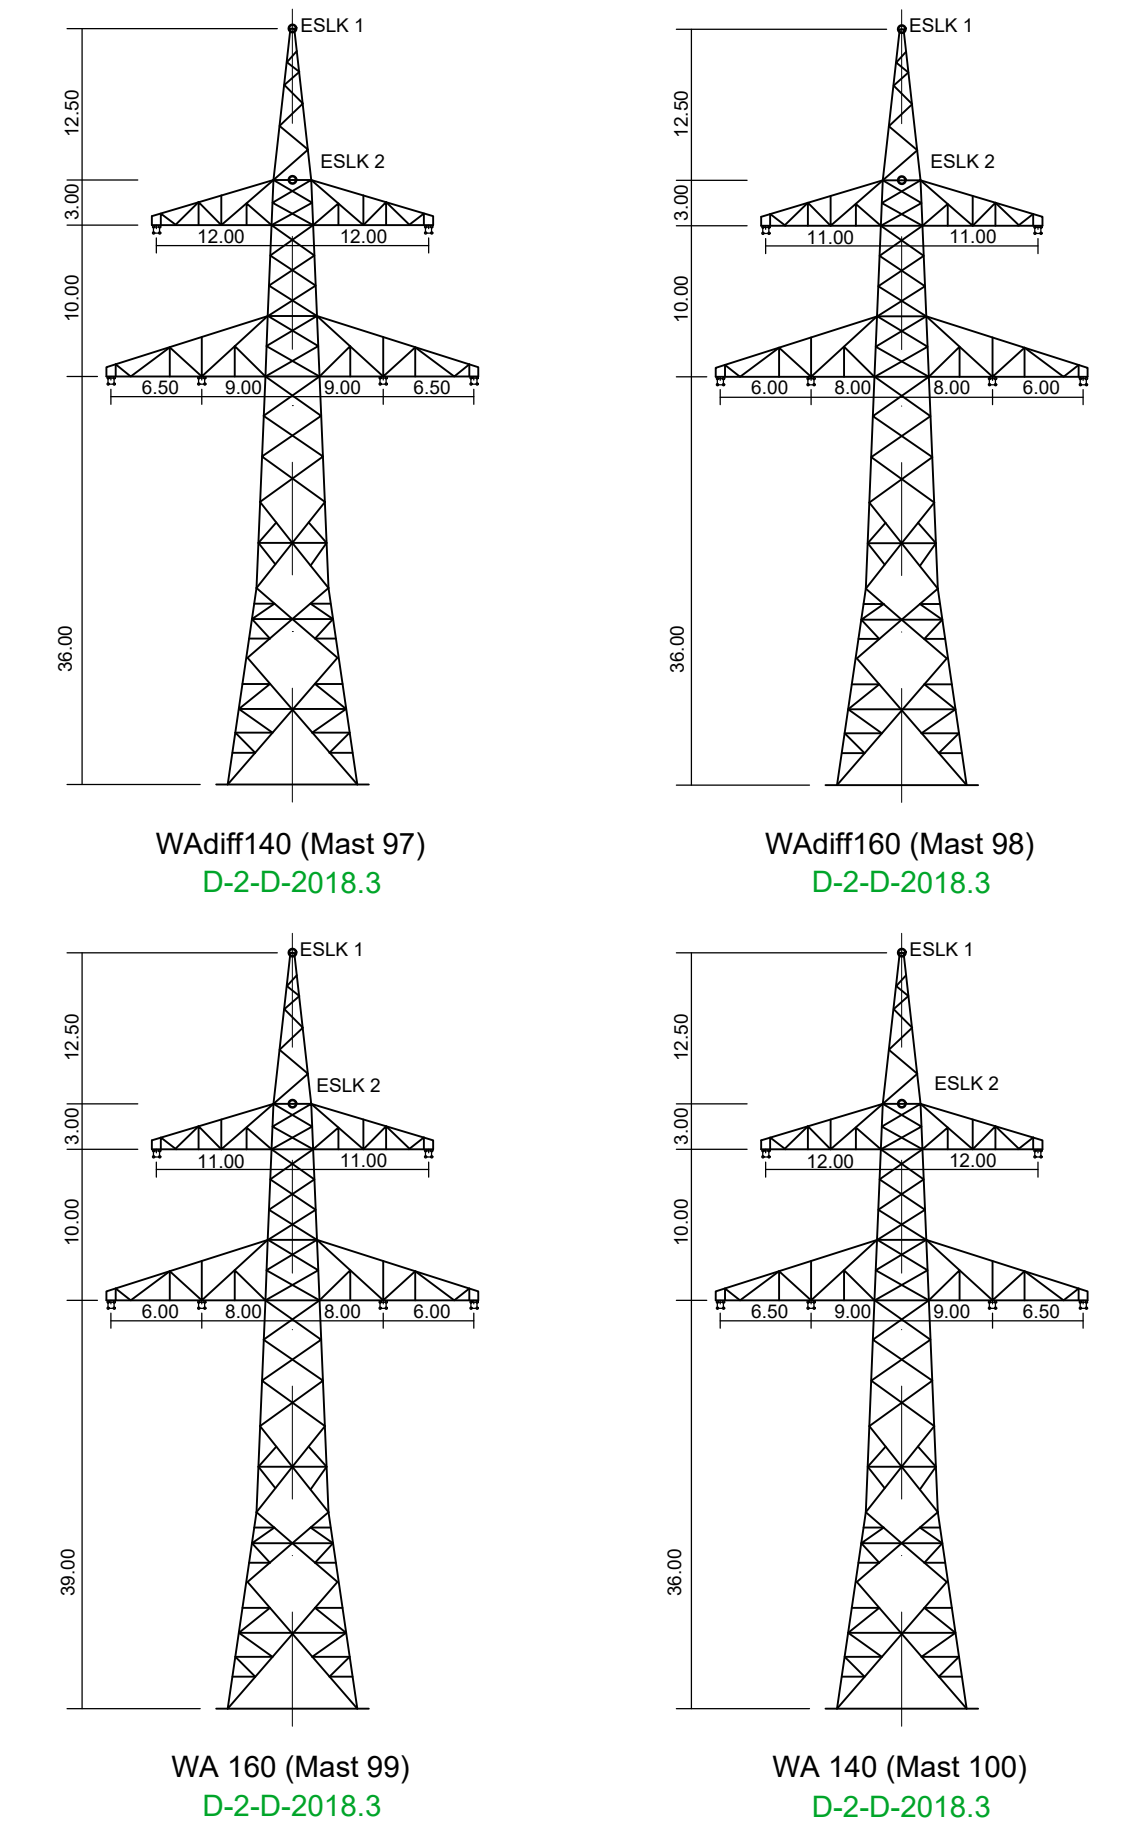 ESLK 1
12.50
ESLK 2
3.00
12.00 12.00
10.00
6.50 9.00 9.00 6.50
36.00
WAdiff140 (Mast 97)
D-2-D-2018.3
ESLK 1
12.50
ESLK 2
3.00
11.00 11.00
10.00
6.00 8.00 8.00 6.00
36.00
WAdiff160 (Mast 98)
D-2-D-2018.3
ESLK 1
12.50
ESLK 2
3.00
11.00 11.00
10.00
6.00 8.00 8.00 6.00
39.00
WA 160 (Mast 99)
D-2-D-2018.3
ESLK 1
12.50
ESLK 2
3.00
12.00 12.00
10.00
6.50 9.00 9.00 6.50
36.00
WA 140 (Mast 100)
D-2-D-2018.3